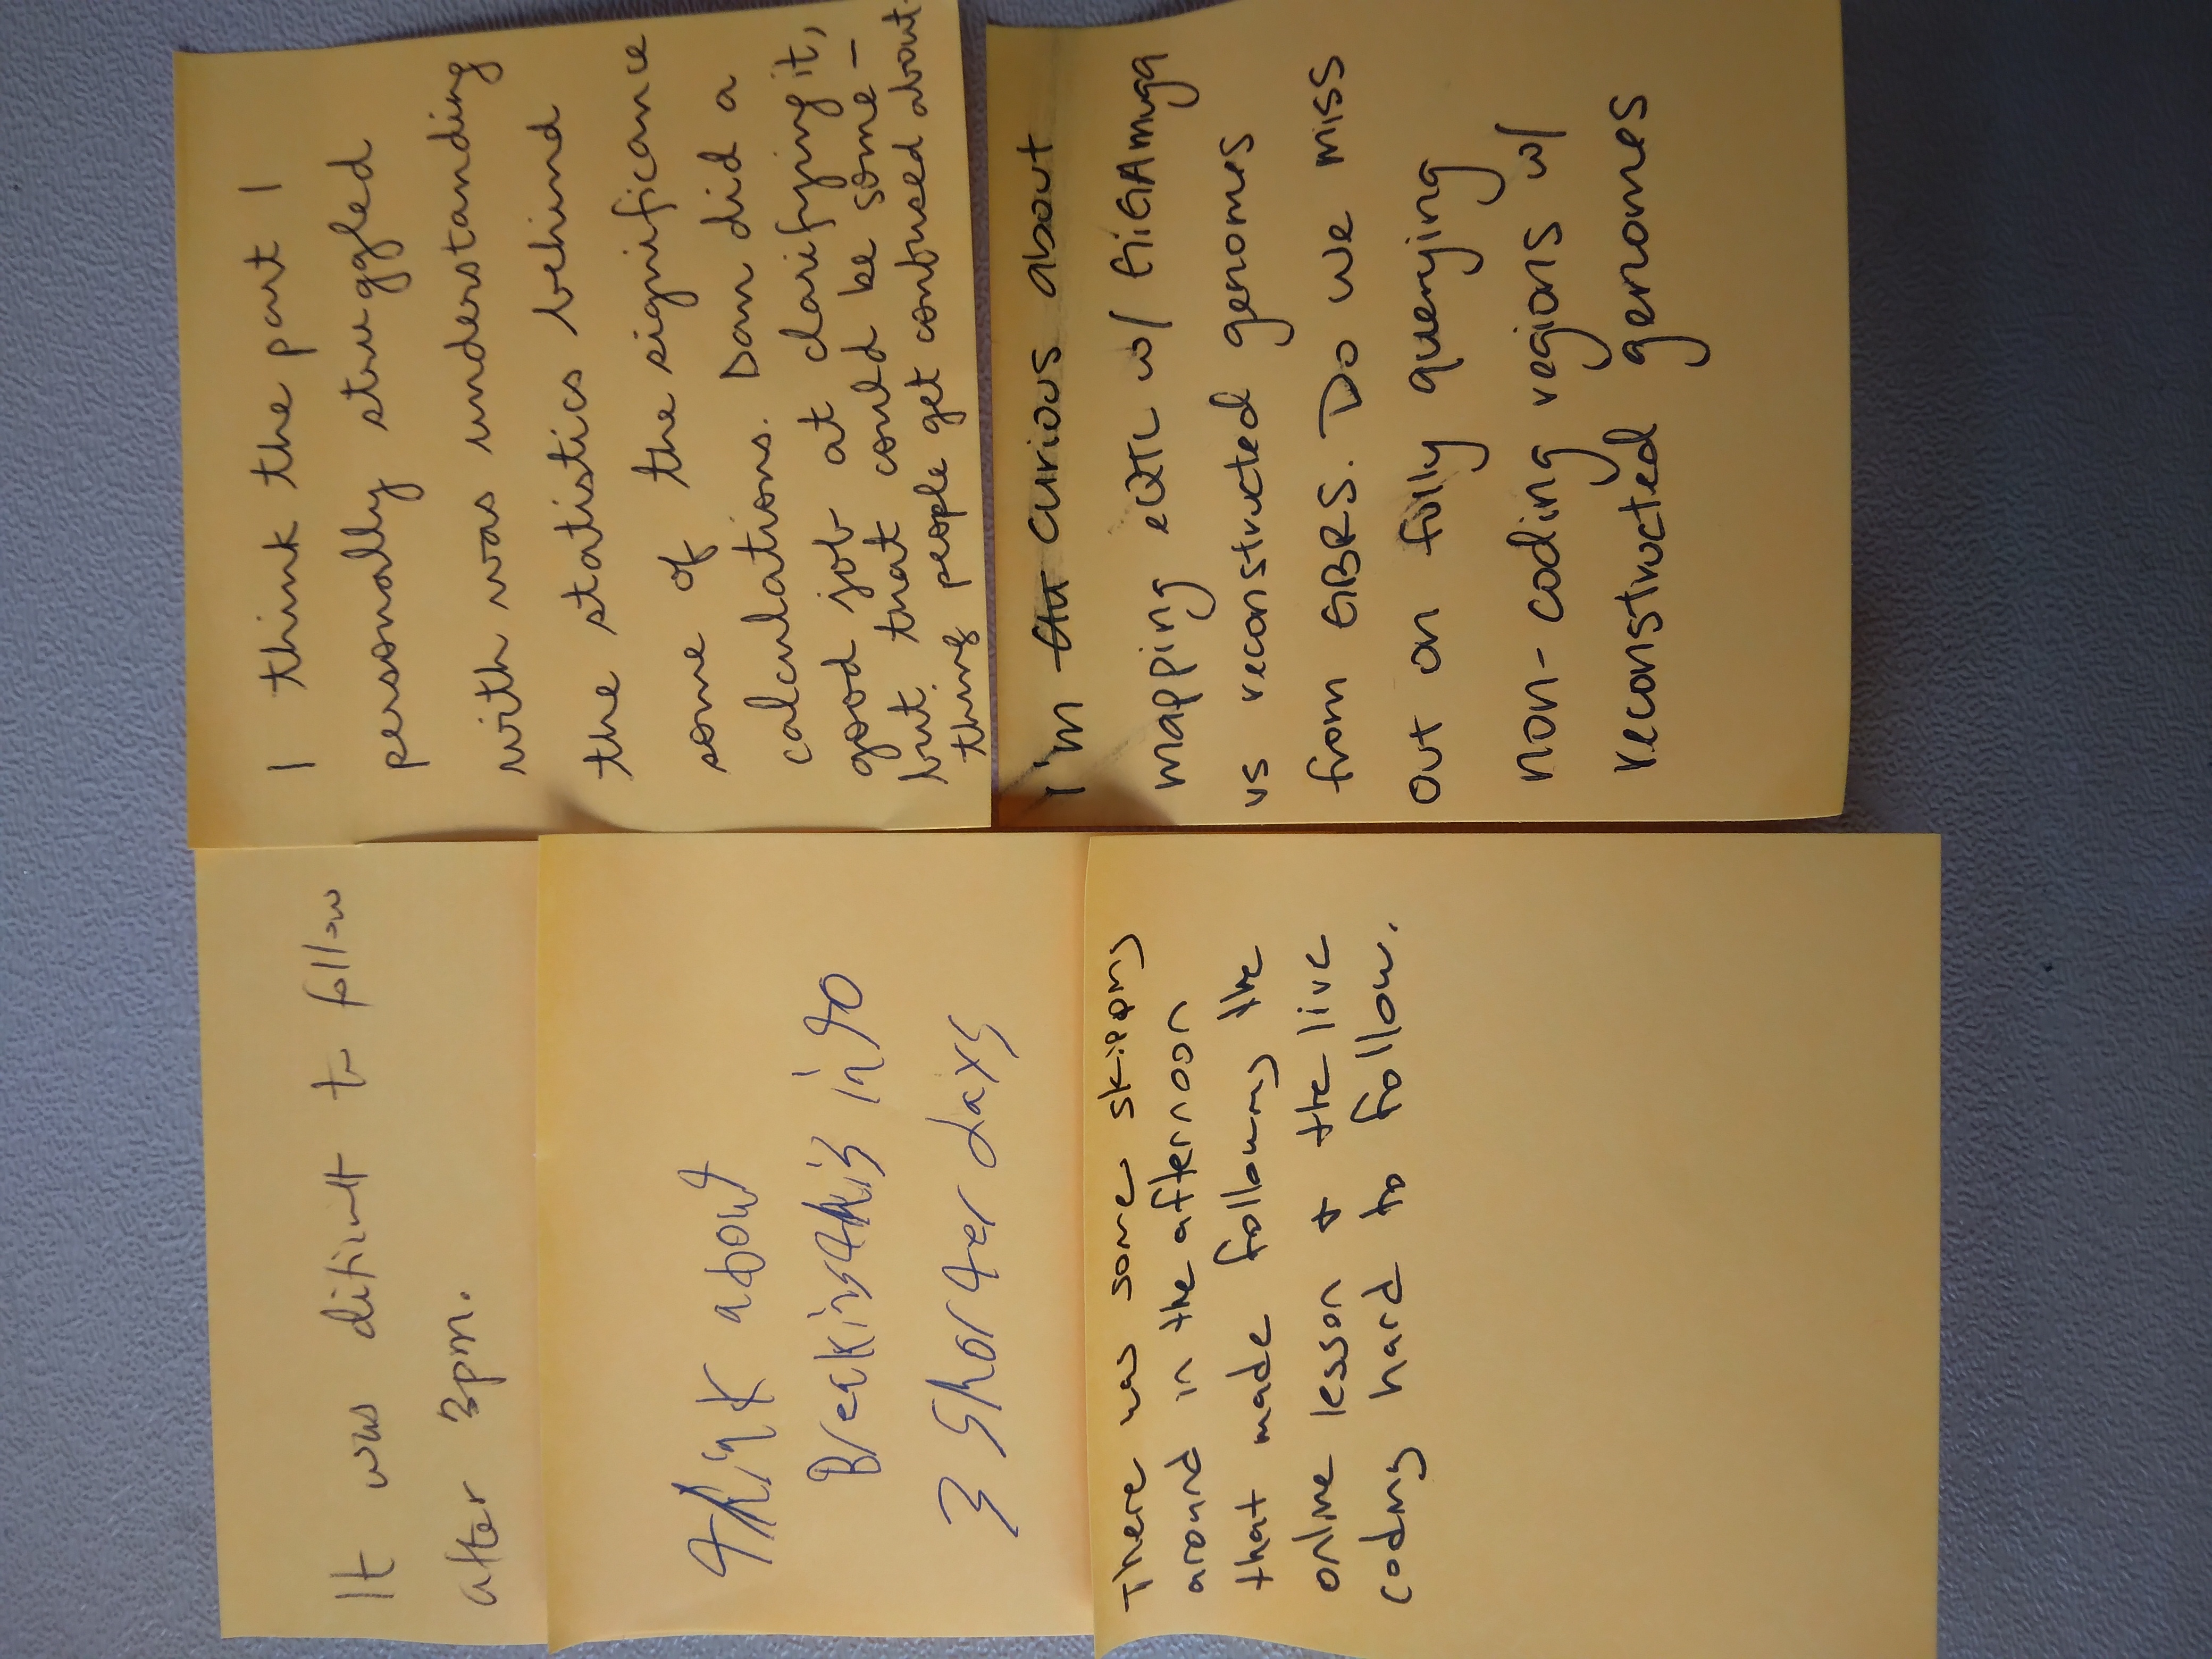 It was dificult to follow
after 3pm.
think about
Breaking this into
3 shorter days
There was some skipping
around in the afternoon
that made following the
online lesson + the live
coding hard to follow.
I think the part I
personally struggled
with was understanding
the statistics behind
some of the significance
calculations. Dan did a
good job at clarifying it,
but that could be some-
thing people get confused about.
I'm curious about
mapping eQTL w/ GiGAmuga
vs reconstructed genomes
from GBRS. Do we miss
out on fully querying
non-coding regions w/
reconstructed genomes